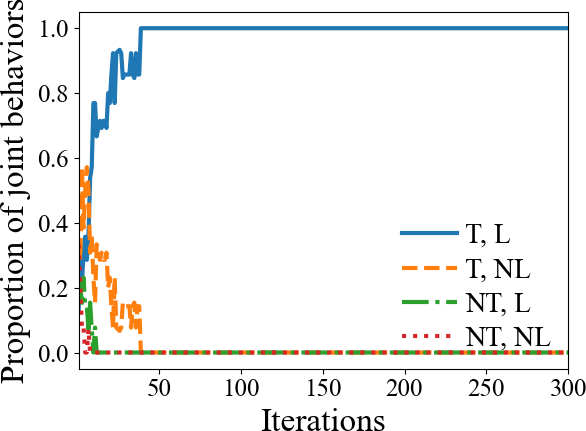 Proportion of joint behaviors
1.0
0.8
0.6
0.4
0.2
0.0
T, L
T, NL
NT, L
NT, NL
50 100 150 200 250 300
Iterations